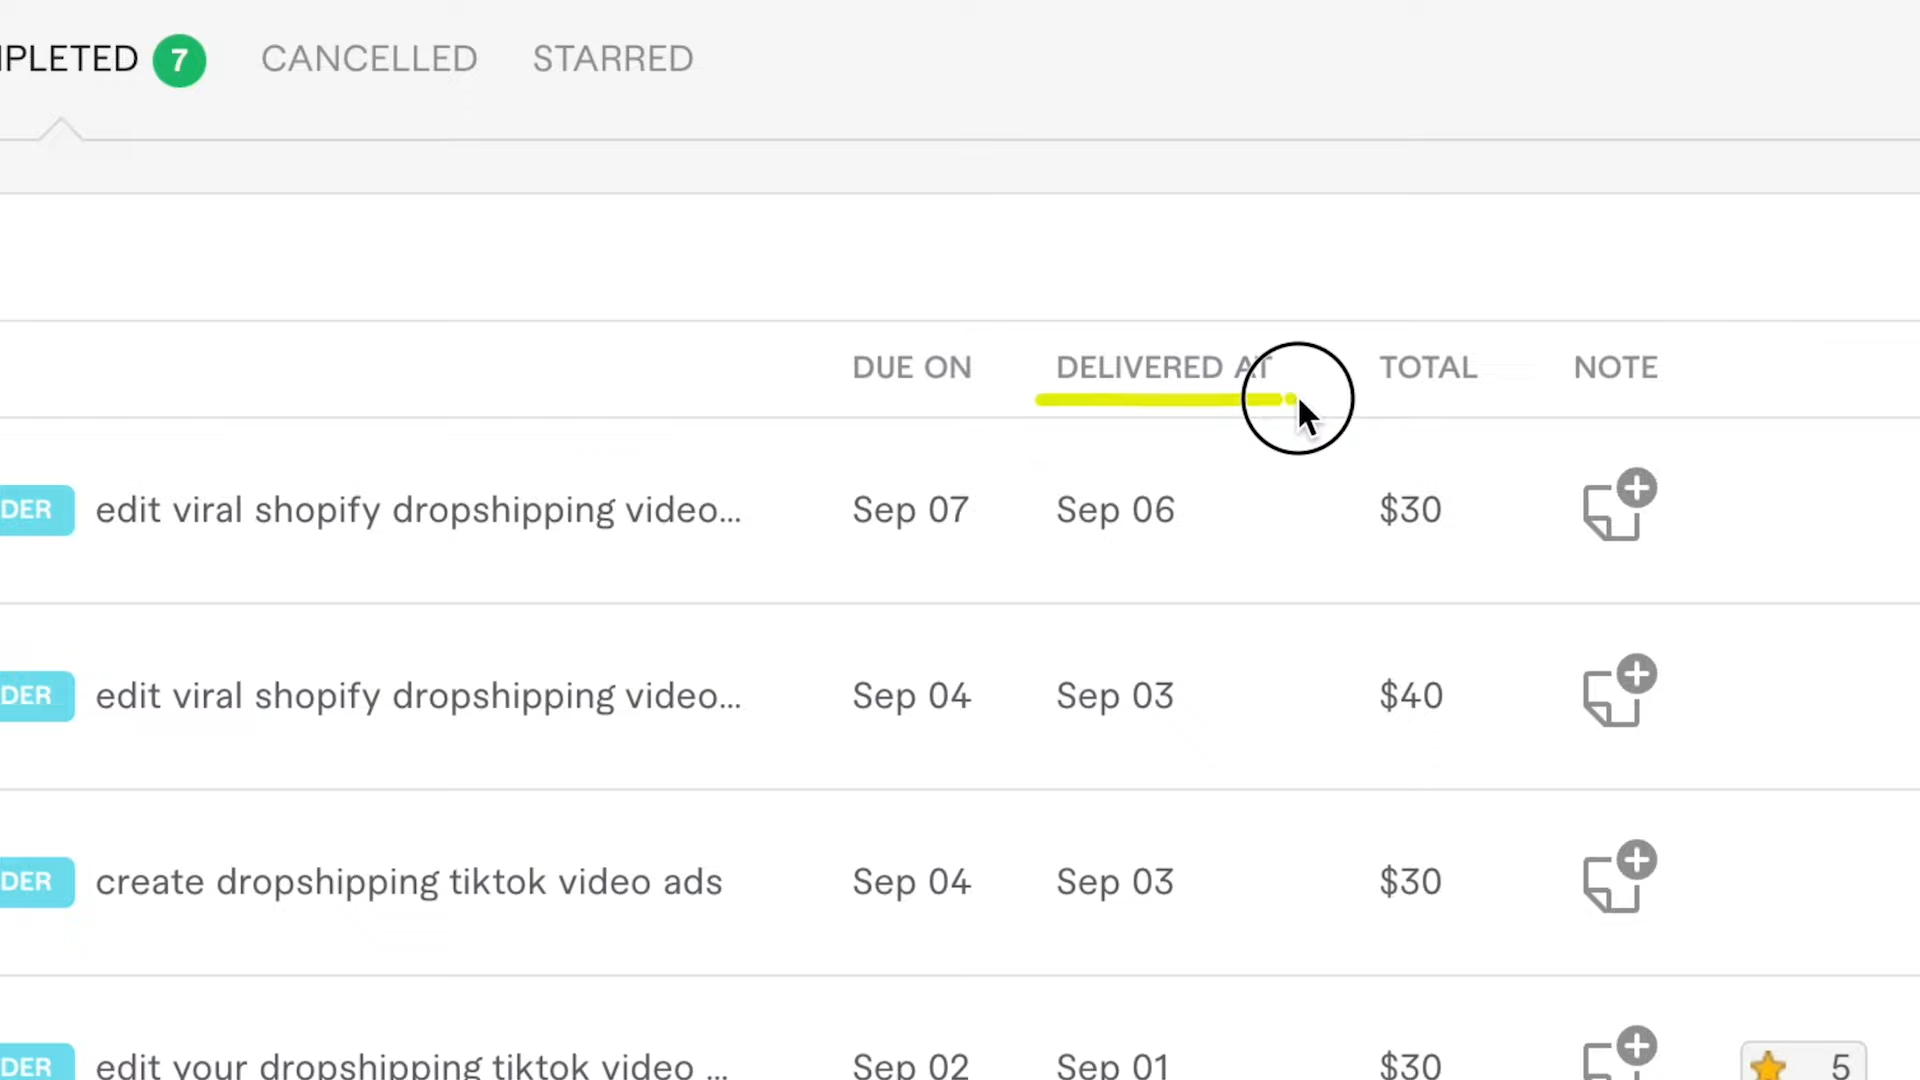 MPLETED 7 CANCELLED STARRED
DUE ON DELIVERED AT TOTAL NOTE
DER edit viral shopify dropshipping video... Sep 07 Sep 06 $30
DER edit viral shopify dropshipping video... Sep 04 Sep 03 $40
DER create dropshipping tiktok video ads Sep 04 Sep 03 $30
DER edit your dropshipping tiktok video ... Sep 02 Sep 01 $30 5